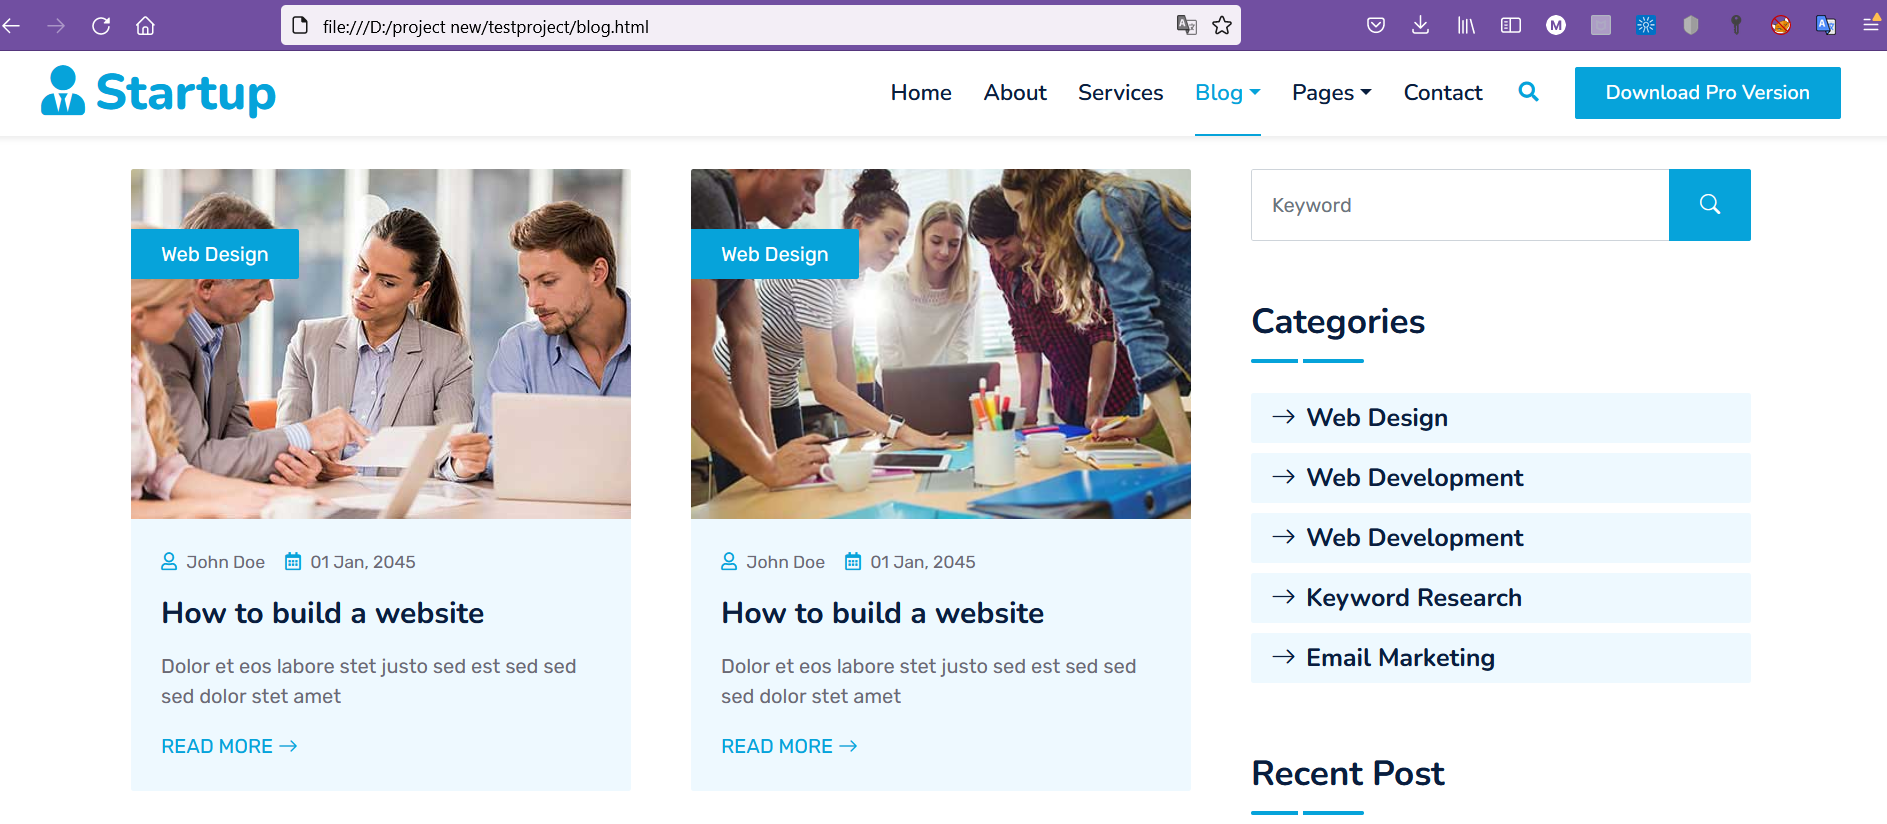 file:///D:/project new/testproject/blog.html
Startup
Home About Services Blog Pages Contact Download Pro Version
Web Design
John Doe 01 Jan, 2045
How to build a website
Dolor et eos labore stet justo sed est sed sed
sed dolor stet amet
READ MORE
Web Design
John Doe 01 Jan, 2045
How to build a website
Dolor et eos labore stet justo sed est sed sed
sed dolor stet amet
READ MORE
Keyword
Categories
Web Design
Web Development
Web Development
Keyword Research
Email Marketing
Recent Post